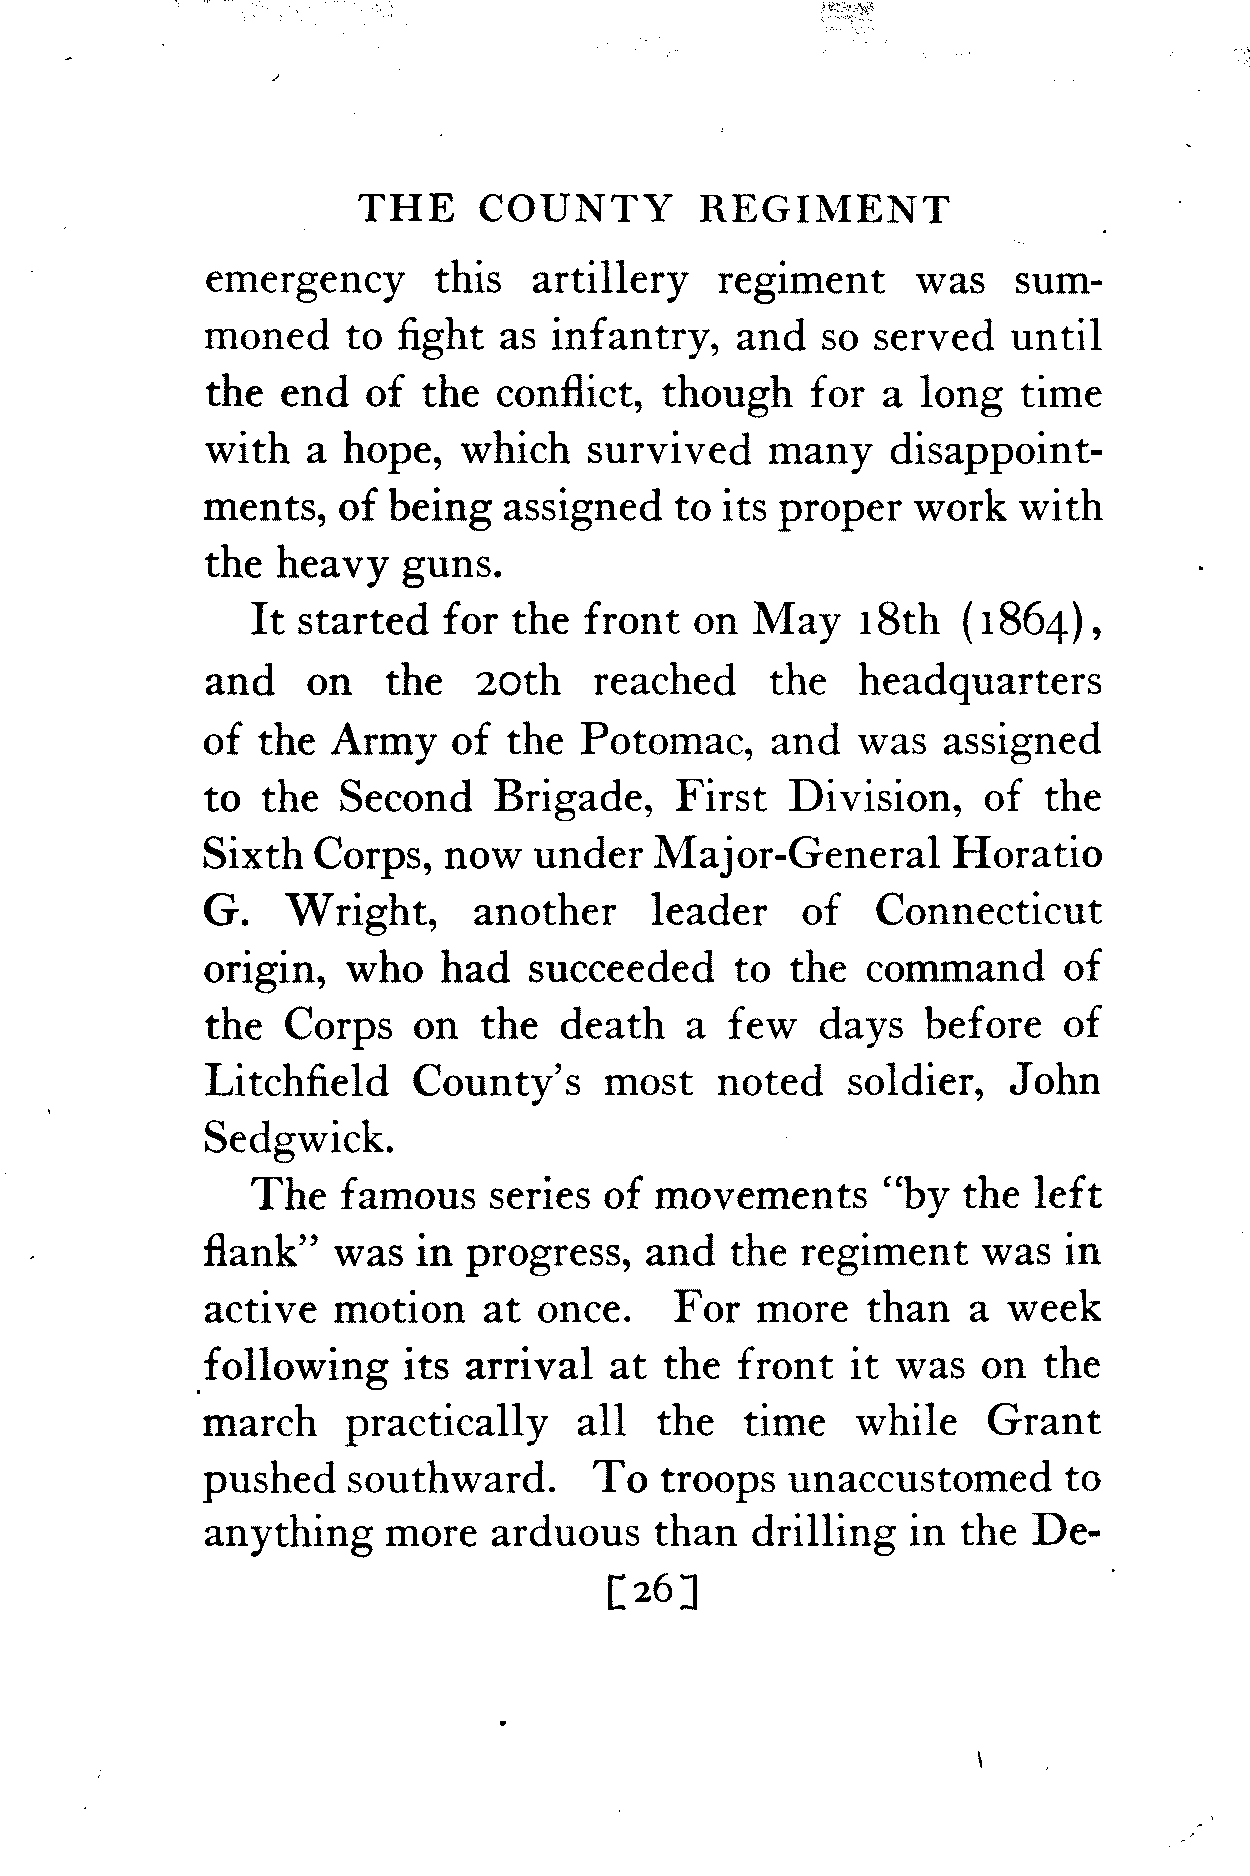 THE COUNTY REGIMENT
emergency this artillery regiment was sum-
moned to fight as infantry, and so served until
the end of the conflict, though for a long time
with a hope, which survived many disappoint-
ments, of being assigned to its proper work with
the heavy guns.
It started for the front on May 18th (1864),
and on the 20th reached the headquarters
of the Army of the Potomac, and was assigned
to the Second Brigade, First Division, of the
Sixth Corps, now under Major-General Horatio
G. Wright, another leader of Connecticut
origin, who had succeeded to the command of
the Corps on the death a few days before of
Litchfield County's most noted soldier, John
Sedgwick.
The famous series of movements "by the left
flank" was in progress, and the regiment was in
active motion at once. For more than a week
following its arrival at the front it was on the
march practically all the time while Grant
pushed southward. To troops unaccustomed to
anything more arduous than drilling in the De-
[26]